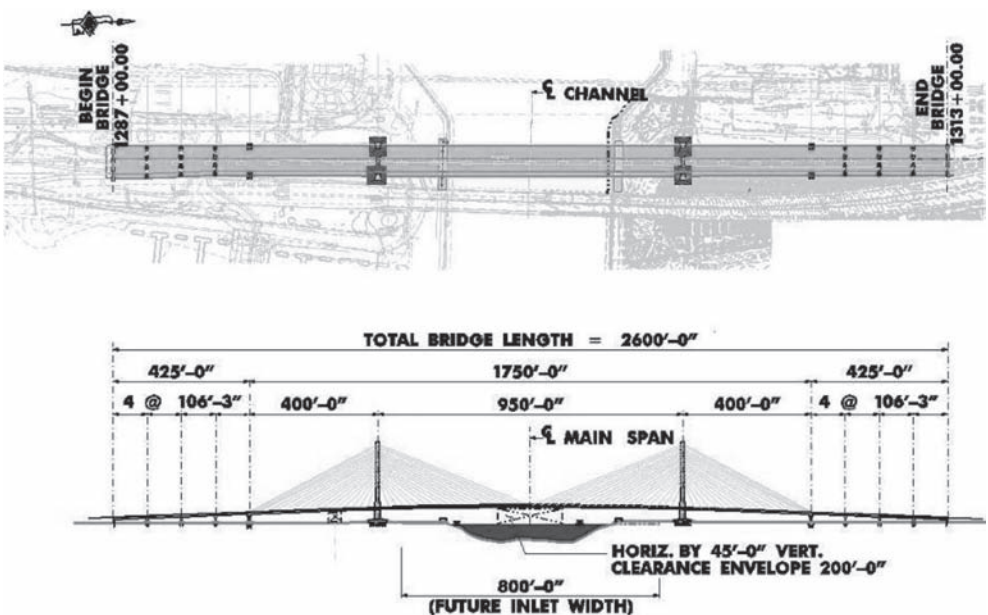 BEGIN
BRIDGE
1287 + 00.00
℄ CHANNEL
END
BRIDGE
1313 + 00.00
TOTAL BRIDGE LENGTH = 2600'-0"
425'-0" 1750'-0" 425'-0"
4 @ 106'-3" 400'-0" 950'-0" 400'-0" 4 @ 106'-3"
℄ MAIN SPAN
HORIZ. BY 45'-0" VERT.
CLEARANCE ENVELOPE 200'-0"
800'-0"
(FUTURE INLET WIDTH)